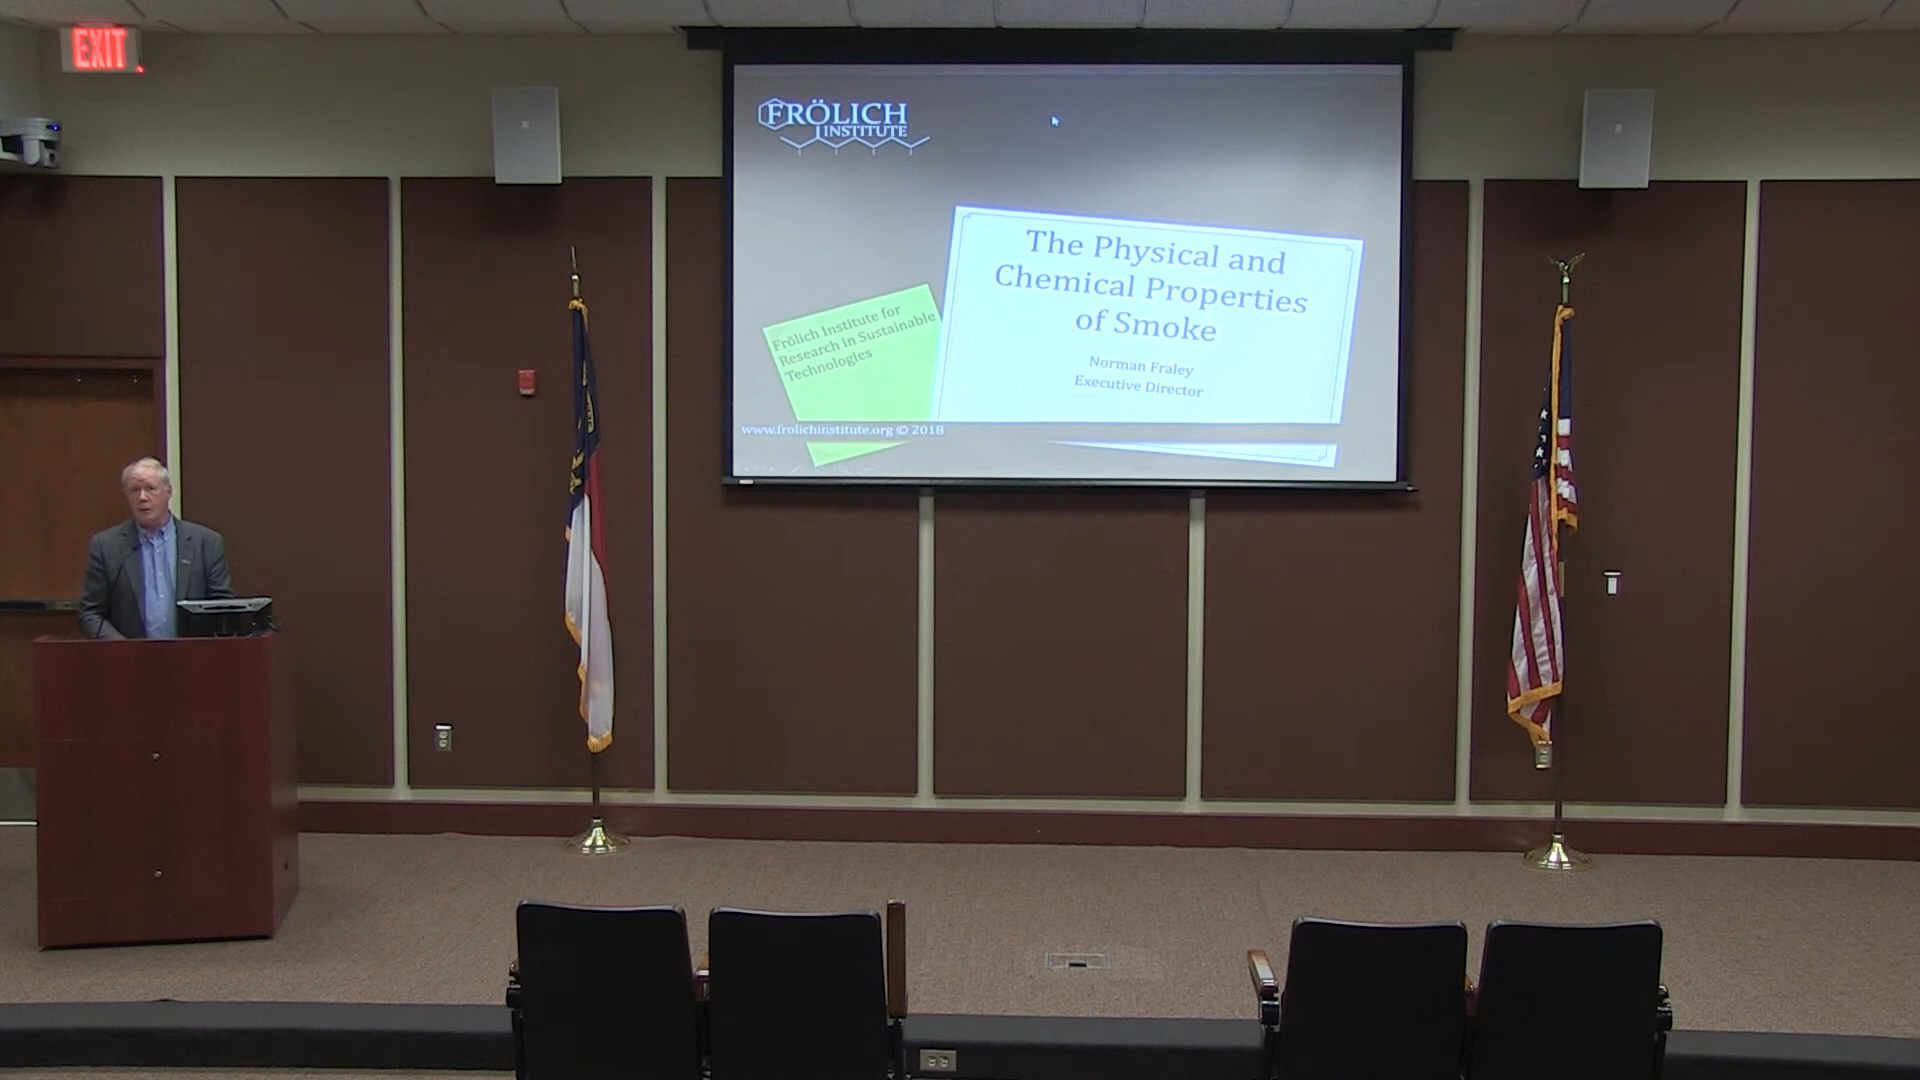 EXIT
FRÖLICH
INSTITUTE
The Physical and
Chemical Properties
of Smoke
Norman Fraley
Executive Director
Frölich Institute for
Research in Sustainable
Technologies
www.frolichinstitute.org © 2018